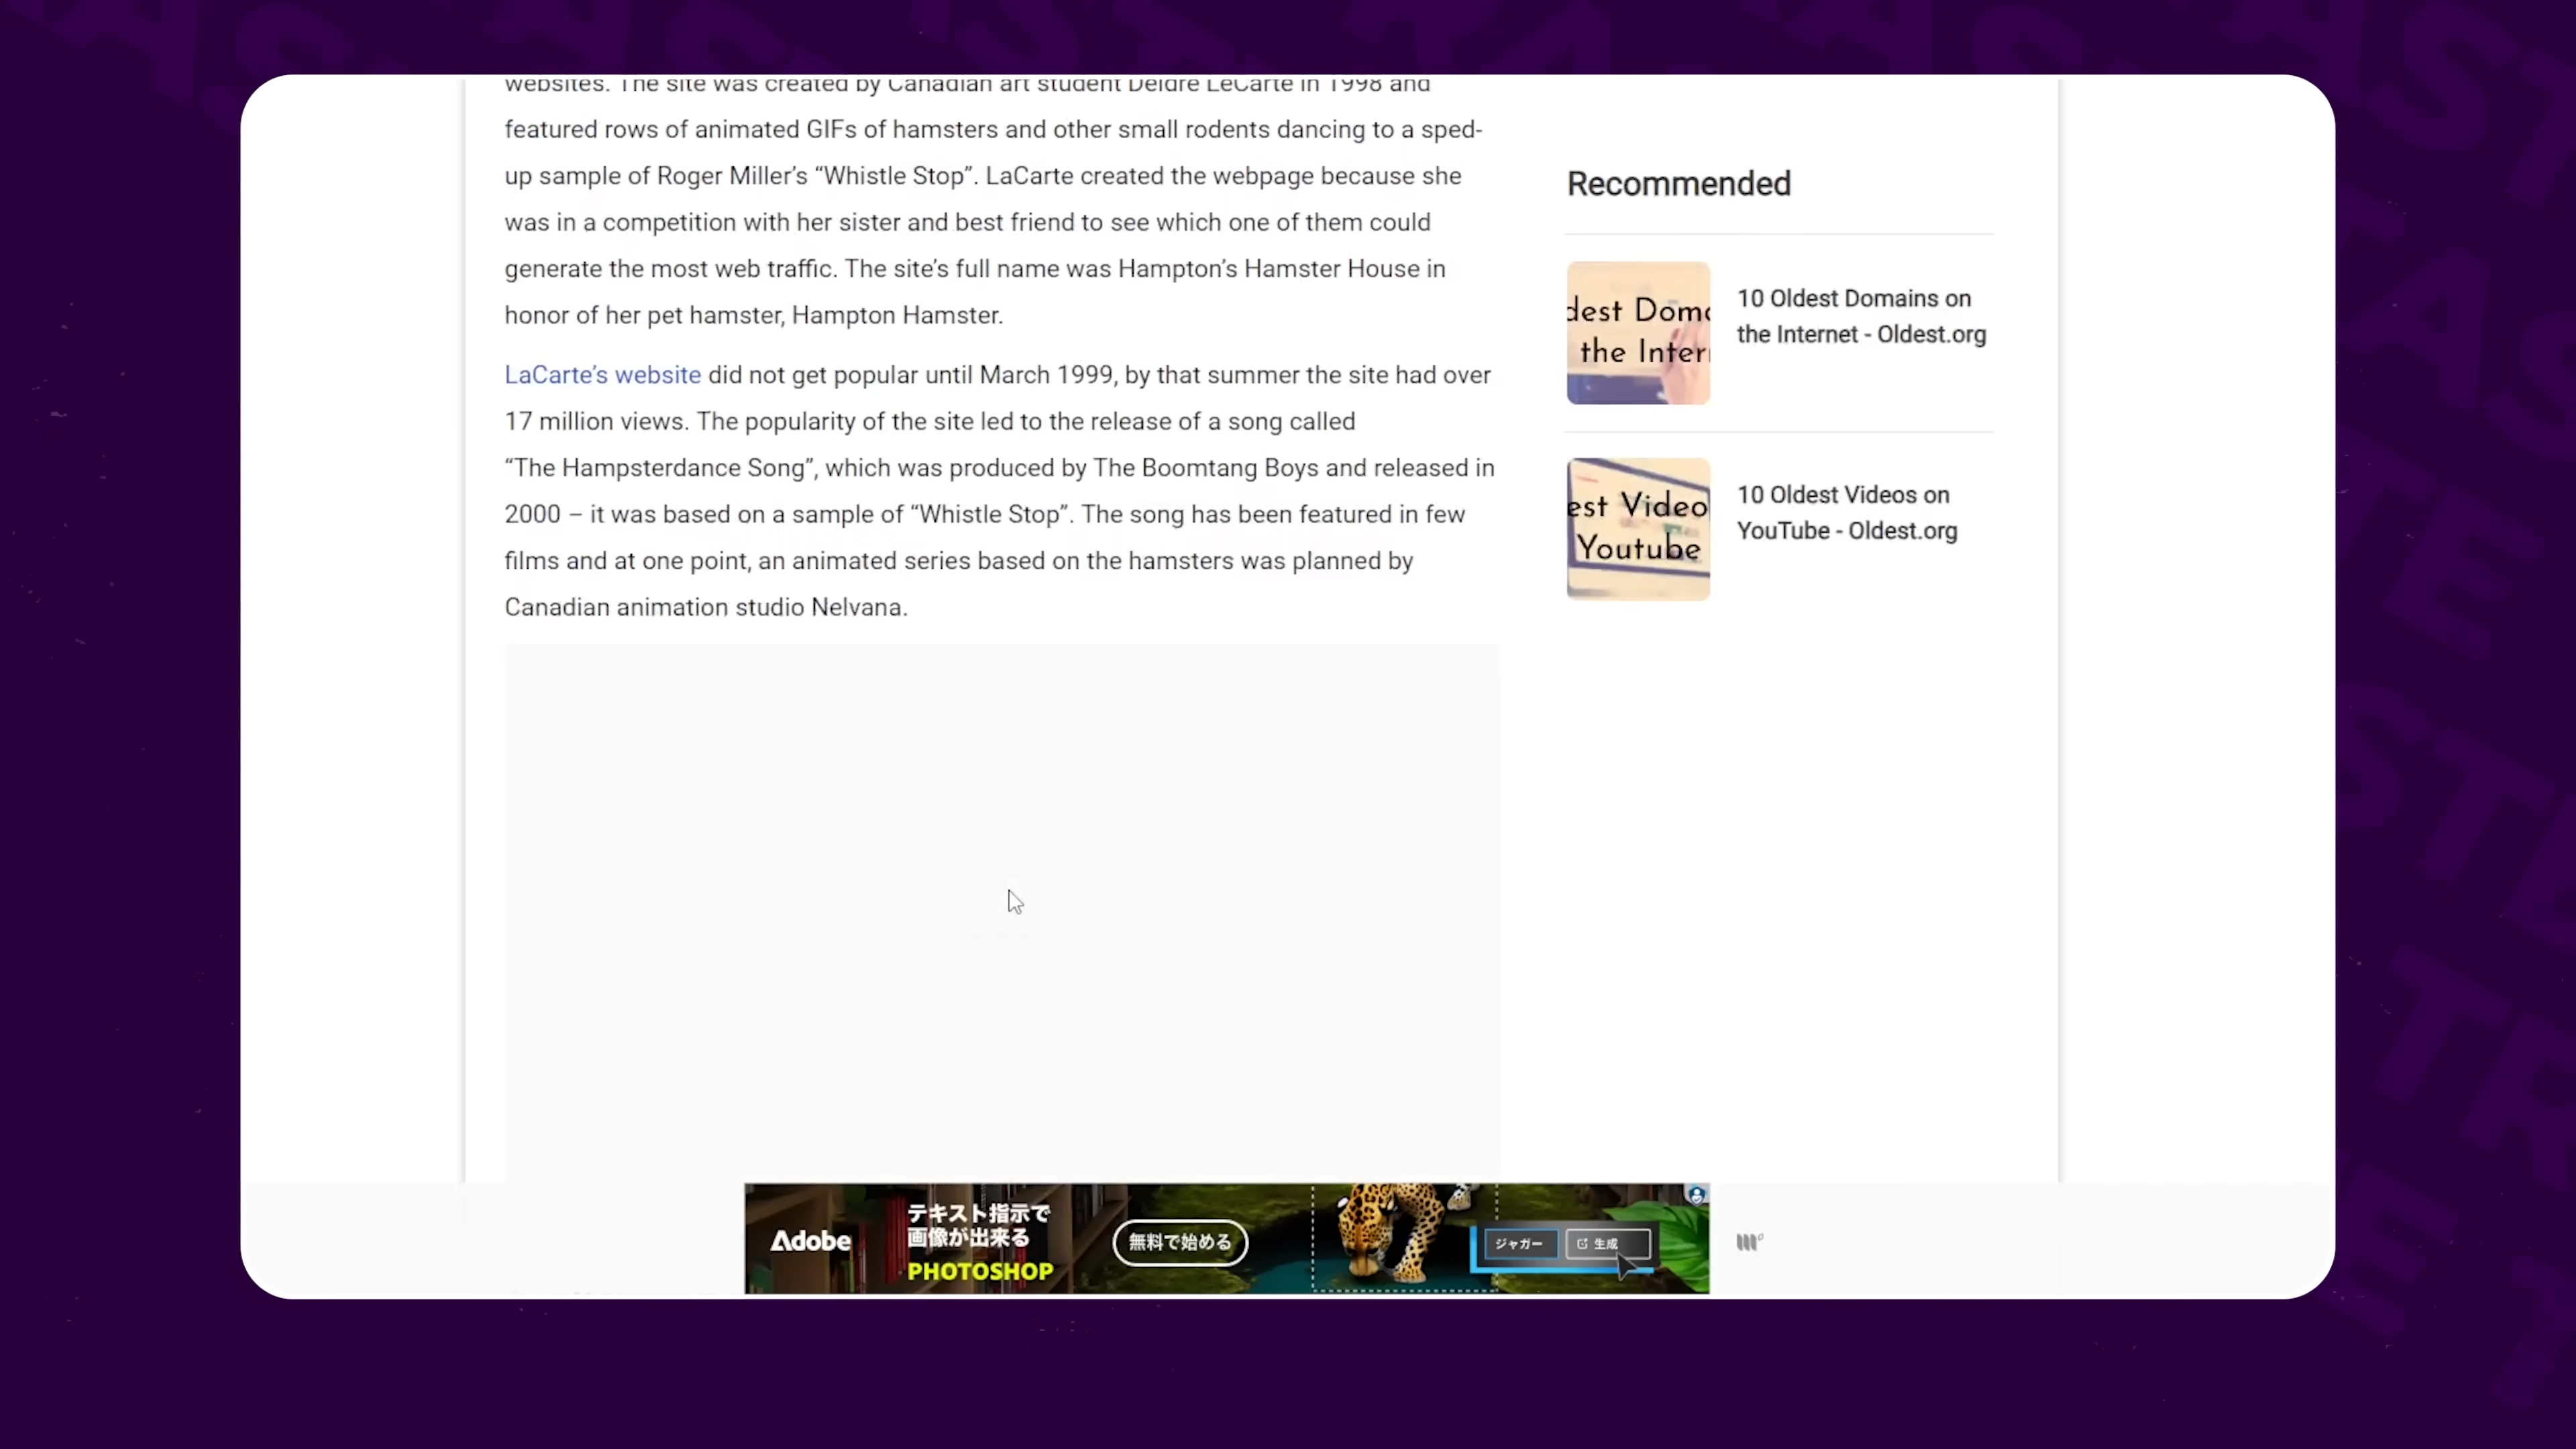 websites. The site was created by Canadian art student Deidre LeCarte in 1998 and
featured rows of animated GIFs of hamsters and other small rodents dancing to a sped-
up sample of Roger Miller’s “Whistle Stop”. LaCarte created the webpage because she
was in a competition with her sister and best friend to see which one of them could
generate the most web traffic. The site’s full name was Hampton’s Hamster House in
honor of her pet hamster, Hampton Hamster.
LaCarte’s website did not get popular until March 1999, by that summer the site had over
17 million views. The popularity of the site led to the release of a song called
“The Hampsterdance Song”, which was produced by The Boomtang Boys and released in
2000 – it was based on a sample of “Whistle Stop”. The song has been featured in few
films and at one point, an animated series based on the hamsters was planned by
Canadian animation studio Nelvana.
Recommended
dest Doma
the Inter
10 Oldest Domains on
the Internet - Oldest.org
est Video
Youtube
10 Oldest Videos on
YouTube - Oldest.org
Adobe
テキスト指示で
画像が出来る
PHOTOSHOP
無料で始める
ジャガー
生成